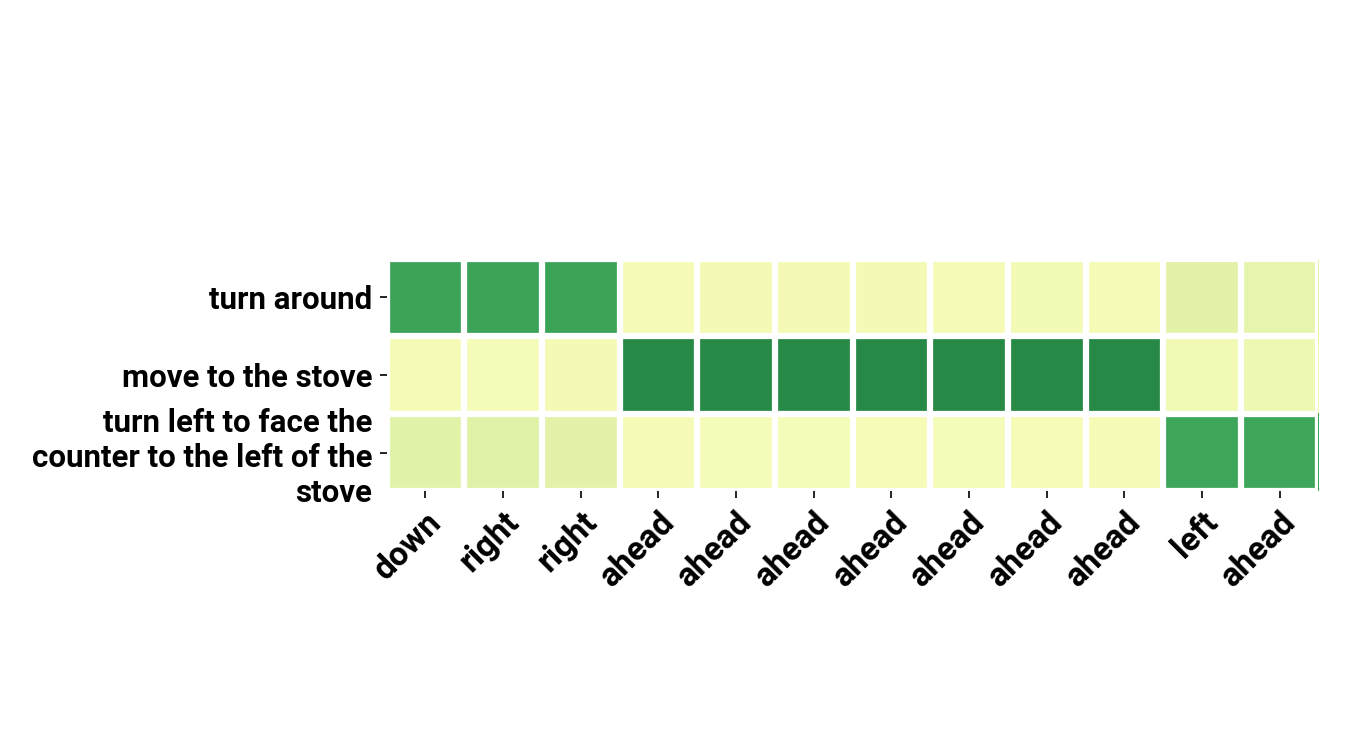 turn around
move to the stove
turn left to face the
counter to the left of the
stove
down
right
right
ahead
ahead
ahead
ahead
ahead
ahead
ahead
left
ahead